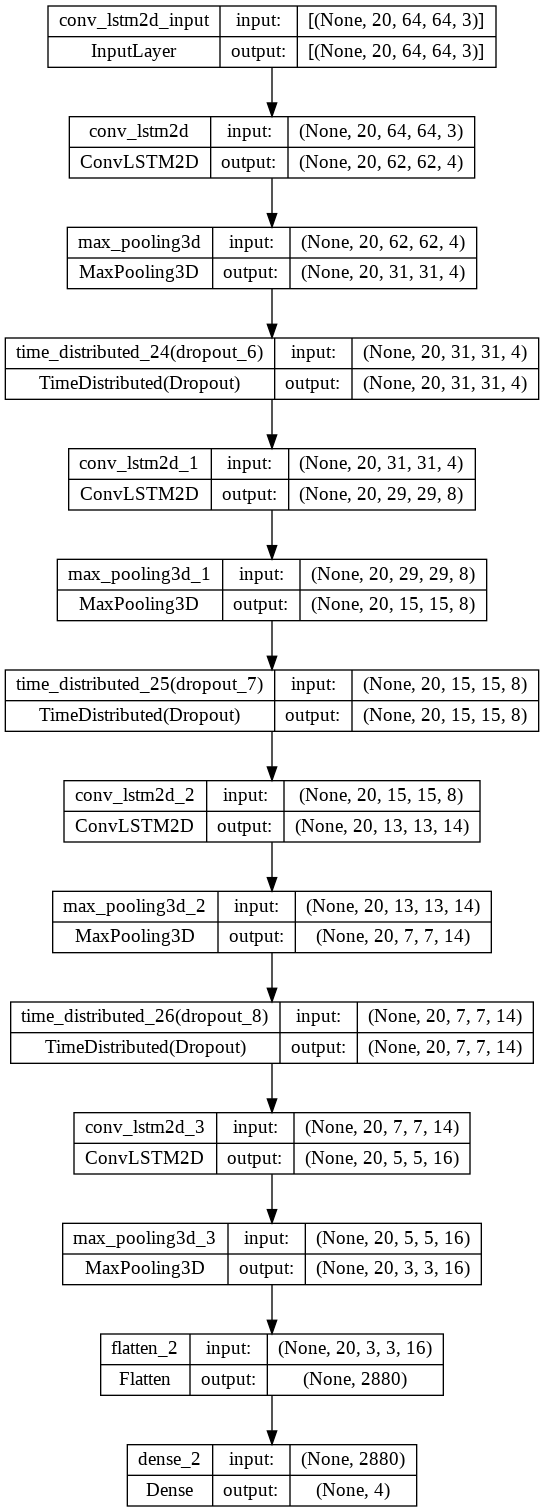 conv_lstm2d_input input: [(None, 20, 64, 64, 3)]
InputLayer output: [(None, 20, 64, 64, 3)]
conv_lstm2d input: (None, 20, 64, 64, 3)
ConvLSTM2D output: (None, 20, 62, 62, 4)
max_pooling3d input: (None, 20, 62, 62, 4)
MaxPooling3D output: (None, 20, 31, 31, 4)
time_distributed_24(dropout_6) input: (None, 20, 31, 31, 4)
TimeDistributed(Dropout) output: (None, 20, 31, 31, 4)
conv_lstm2d_1 input: (None, 20, 31, 31, 4)
ConvLSTM2D output: (None, 20, 29, 29, 8)
max_pooling3d_1 input: (None, 20, 29, 29, 8)
MaxPooling3D output: (None, 20, 15, 15, 8)
time_distributed_25(dropout_7) input: (None, 20, 15, 15, 8)
TimeDistributed(Dropout) output: (None, 20, 15, 15, 8)
conv_lstm2d_2 input: (None, 20, 15, 15, 8)
ConvLSTM2D output: (None, 20, 13, 13, 14)
max_pooling3d_2 input: (None, 20, 13, 13, 14)
MaxPooling3D output: (None, 20, 7, 7, 14)
time_distributed_26(dropout_8) input: (None, 20, 7, 7, 14)
TimeDistributed(Dropout) output: (None, 20, 7, 7, 14)
conv_lstm2d_3 input: (None, 20, 7, 7, 14)
ConvLSTM2D output: (None, 20, 5, 5, 16)
max_pooling3d_3 input: (None, 20, 5, 5, 16)
MaxPooling3D output: (None, 20, 3, 3, 16)
flatten_2 input: (None, 20, 3, 3, 16)
Flatten output: (None, 2880)
dense_2 input: (None, 2880)
Dense output: (None, 4)